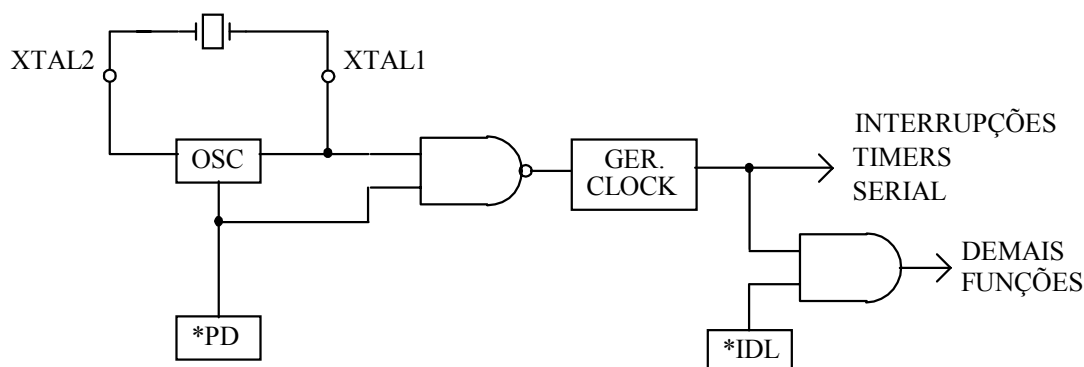 XTAL2
XTAL1
OSC
GER.
CLOCK
INTERRUPÇÕES
TIMERS
SERIAL
DEMAIS
FUNÇÕES
*PD
*IDL